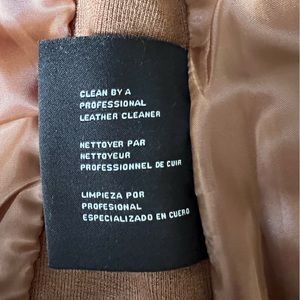 CLEAN BY A
PROFESSIONAL
LEATHER CLEANER
NETTOYER PAR
NETTOYEUR
PROFESSIONNEL DE CUIR
LIMPIEZA POR
PROFESIONAL
ESPECIALIZADO EN CUERO